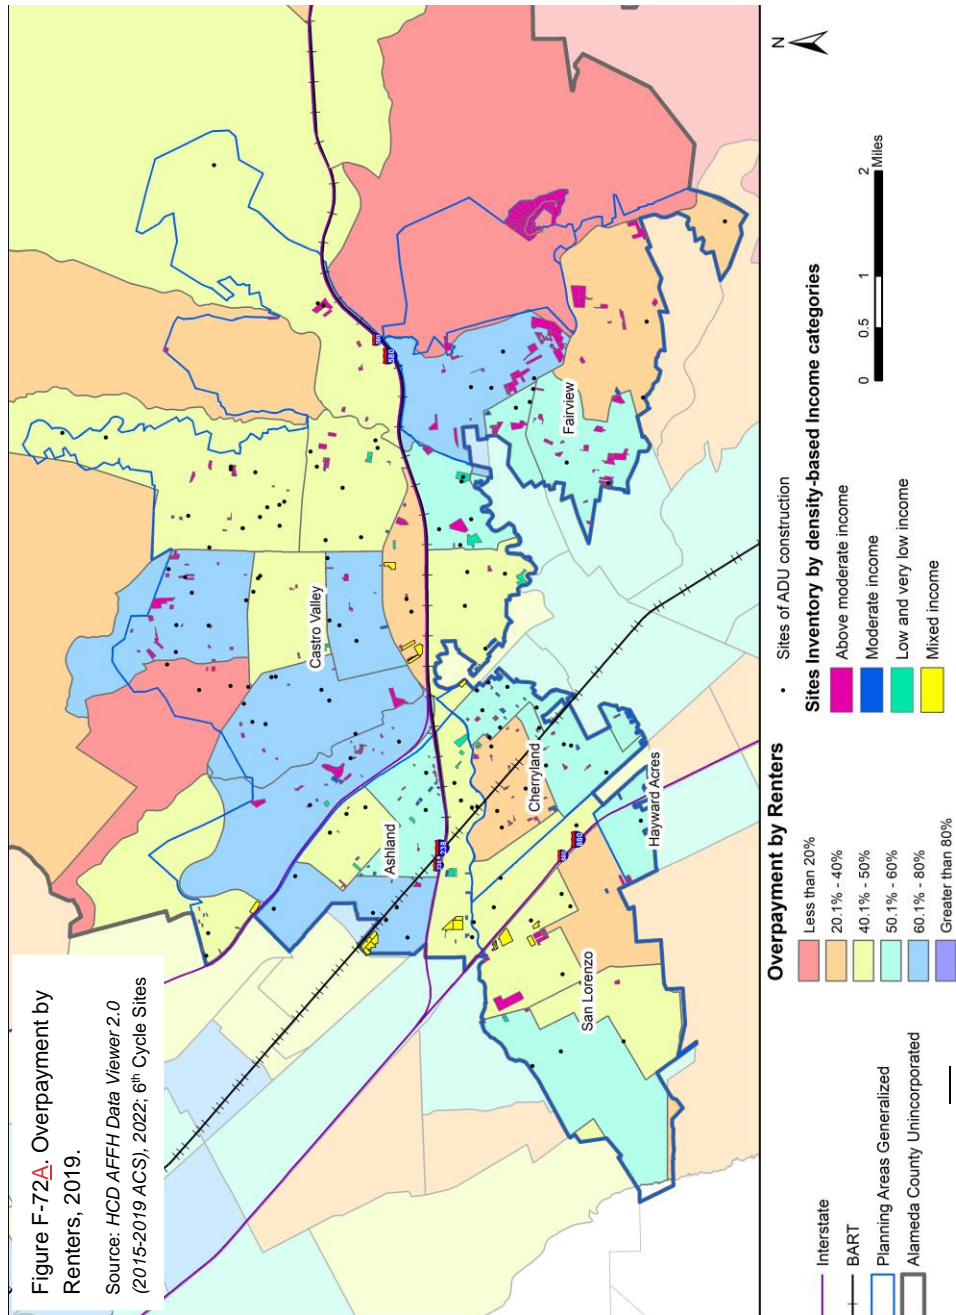 Figure F-72A. Overpayment by
Renters, 2019.
Source: HCD AFFH Data Viewer 2.0
(2015-2019 ACS), 2022; 6th Cycle Sites
Castro Valley
Ashland
Cherryland
Fairview
San Lorenzo
Hayward Acres
580
238
880
N
Interstate
BART
Planning Areas Generalized
Alameda County Unincorporated
Overpayment by Renters
Less than 20%
20.1% - 40%
40.1% - 50%
50.1% - 60%
60.1% - 80%
Greater than 80%
Sites of ADU construction
Sites Inventory by density-based Income categories
Above moderate income
Moderate income
Low and very low income
Mixed income
0 0.5 1 2
Miles